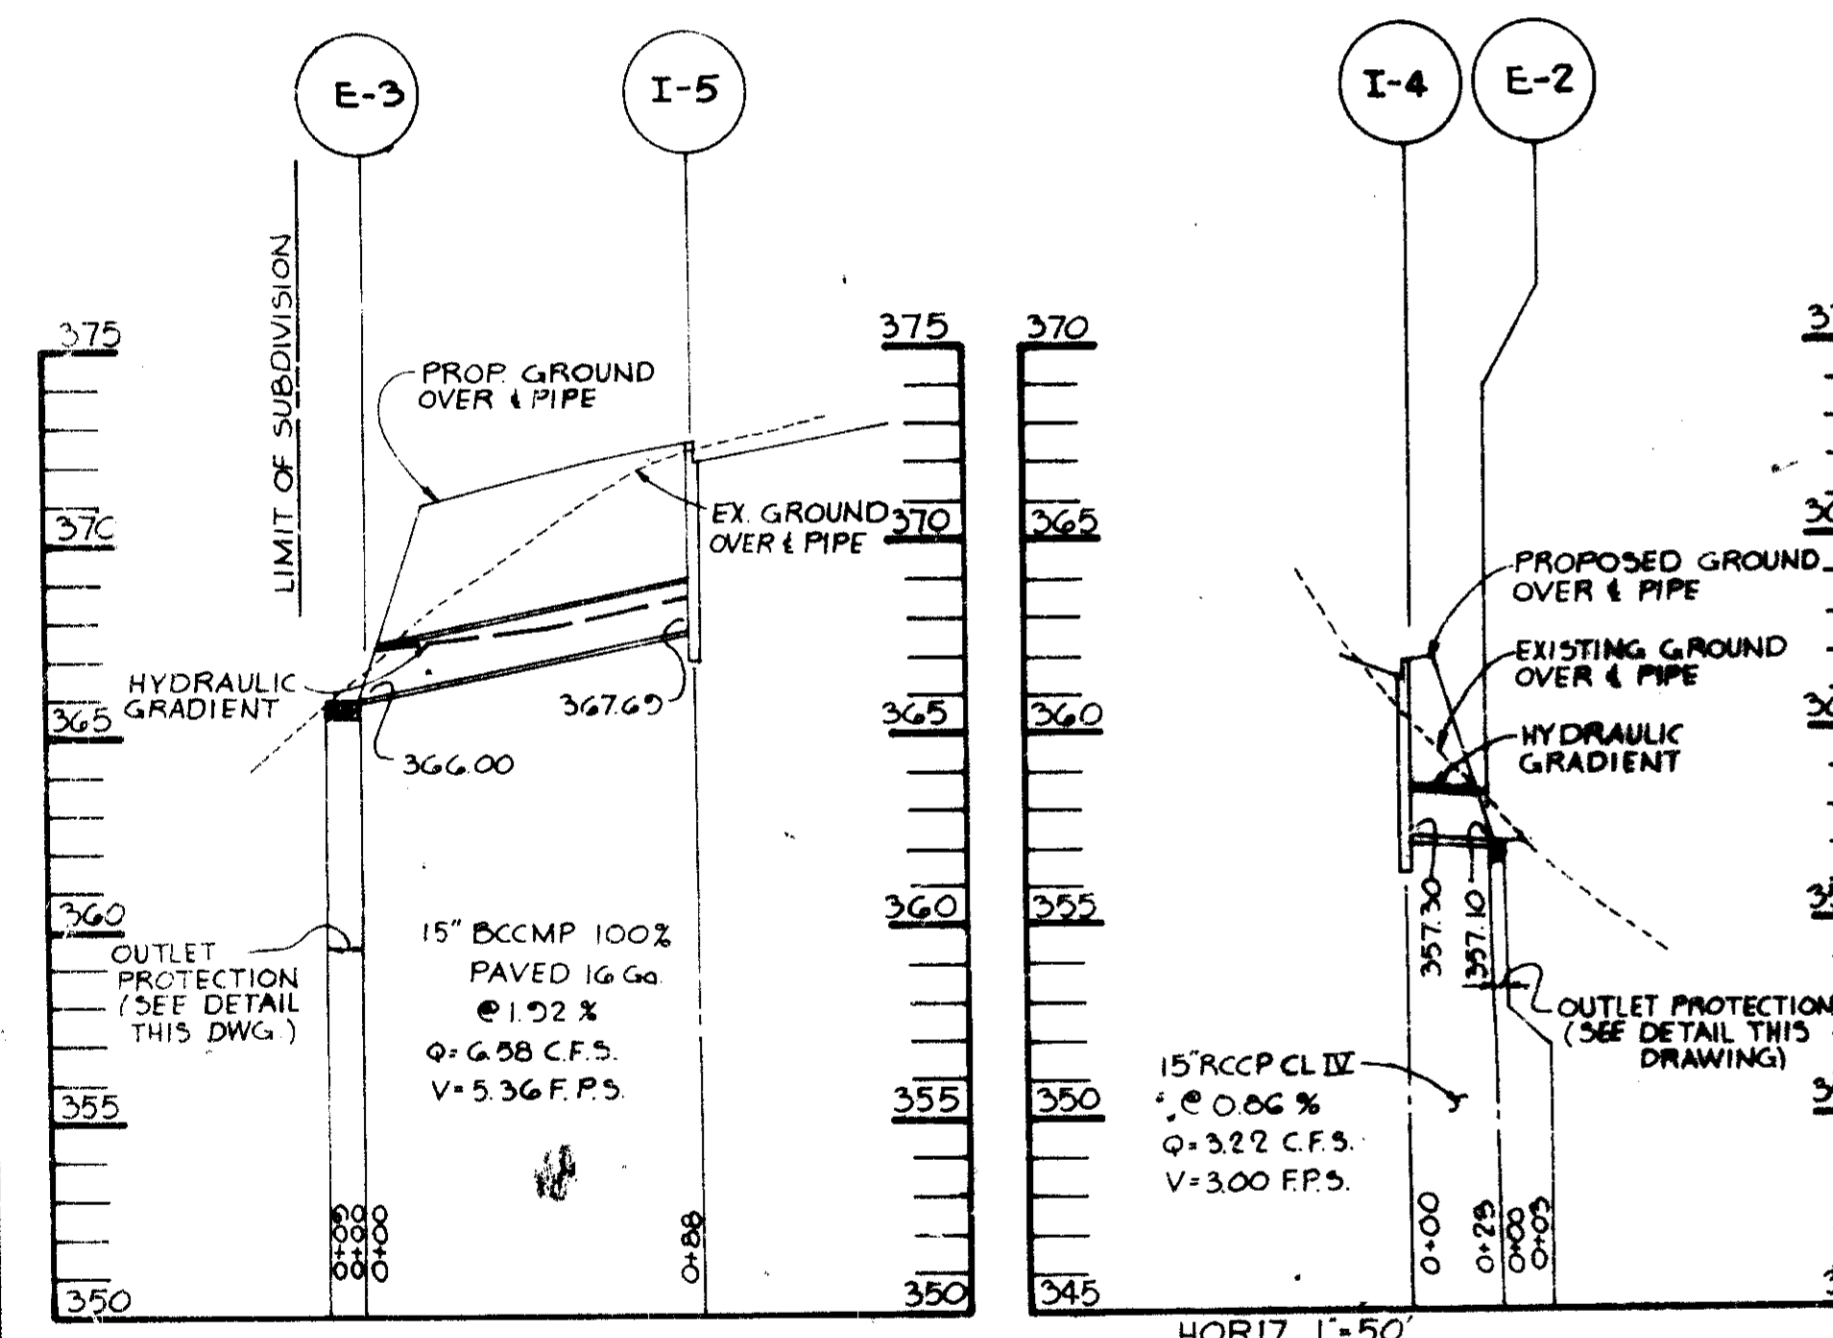 E-3
I-5
I-4
E-2
LIMIT OF SUBDIVISION
375
375
370
PROP. GROUND
OVER ℄ PIPE
370
EX. GROUND
OVER ℄ PIPE
370
365
PROPOSED GROUND
OVER ℄ PIPE
EXISTING GROUND
OVER ℄ PIPE
HYDRAULIC
GRADIENT
HYDRAULIC
GRADIENT
365
367.69
366.00
365
360
360
360
355
357.30
357.10
OUTLET
PROTECTION
(SEE DETAIL
THIS DWG.)
15" BCCMP 100%
PAVED 16 Ga.
@ 1.92 %
Q= 6.58 C.F.S.
V= 5.36 F.P.S.
OUTLET PROTECTION
(SEE DETAIL THIS
DRAWING)
355
355
350
15" RCCP CL IV
@ 0.86 %
Q= 3.22 C.F.S.
V= 3.00 F.P.S.
0+00
0+00
0+88
0+00
0+00
350
350
345
HORIZ. 1"=50'